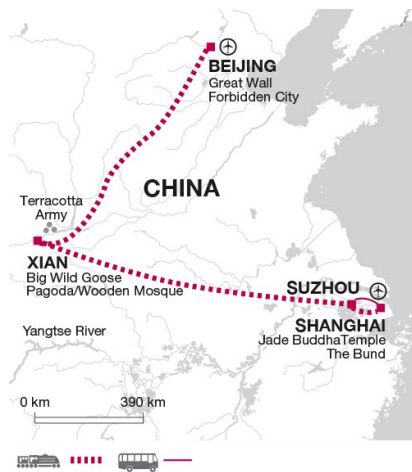 BEIJING
Great Wall
Forbidden City
CHINA
Terracotta
Army
XIAN
Big Wild Goose
Pagoda/Wooden Mosque
SUZHOU
SHANGHAI
Jade BuddhaTemple
The Bund
Yangtse River
0 km
390 km